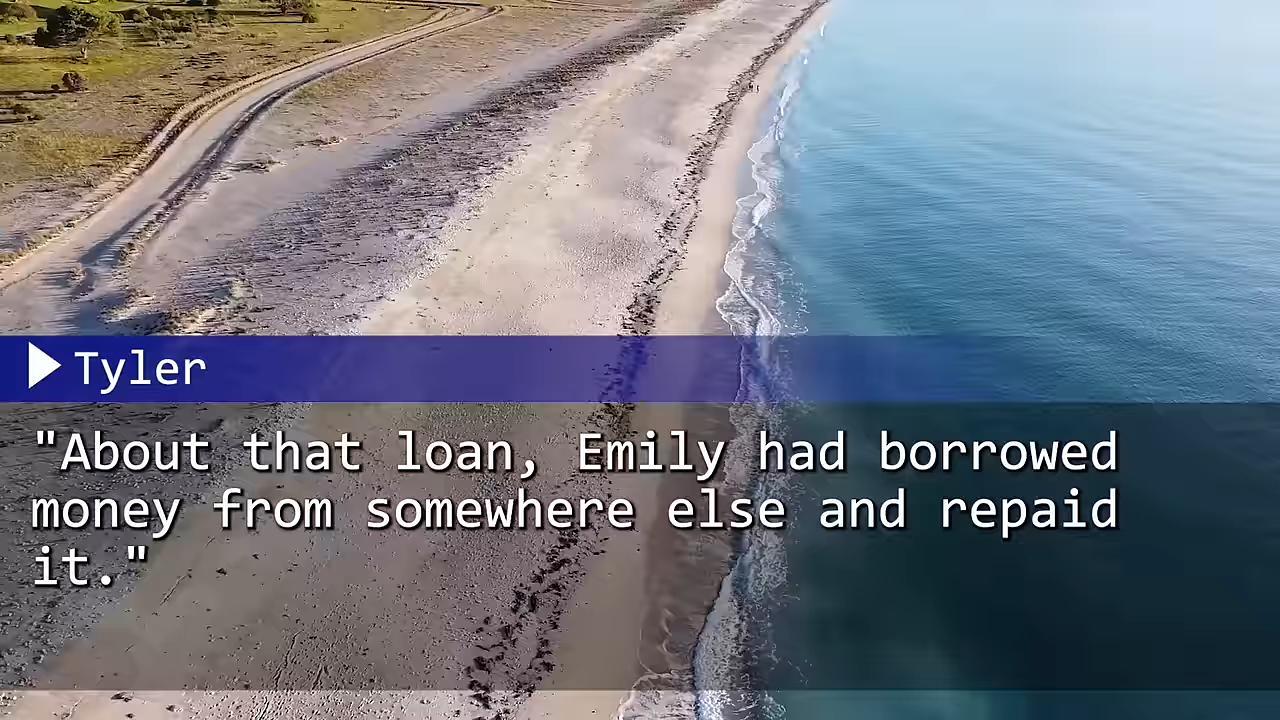 Tyler
"About that loan, Emily had borrowed
money from somewhere else and repaid
it."